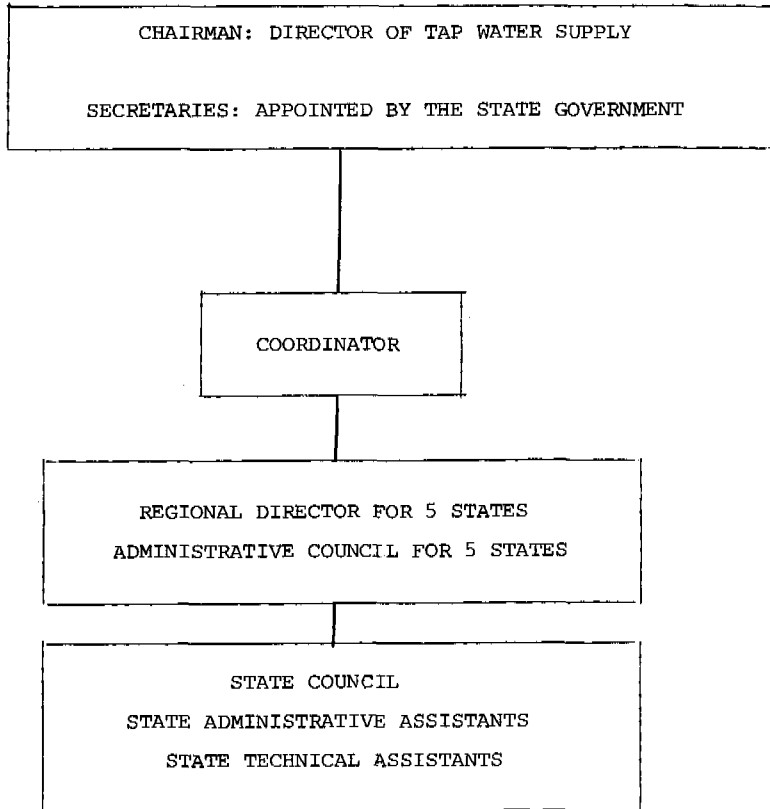 CHAIRMAN: DIRECTOR OF TAP WATER SUPPLY
SECRETARIES: APPOINTED BY THE STATE GOVERNMENT
COORDINATOR
REGIONAL DIRECTOR FOR 5 STATES
ADMINISTRATIVE COUNCIL FOR 5 STATES
STATE COUNCIL
STATE ADMINISTRATIVE ASSISTANTS
STATE TECHNICAL ASSISTANTS